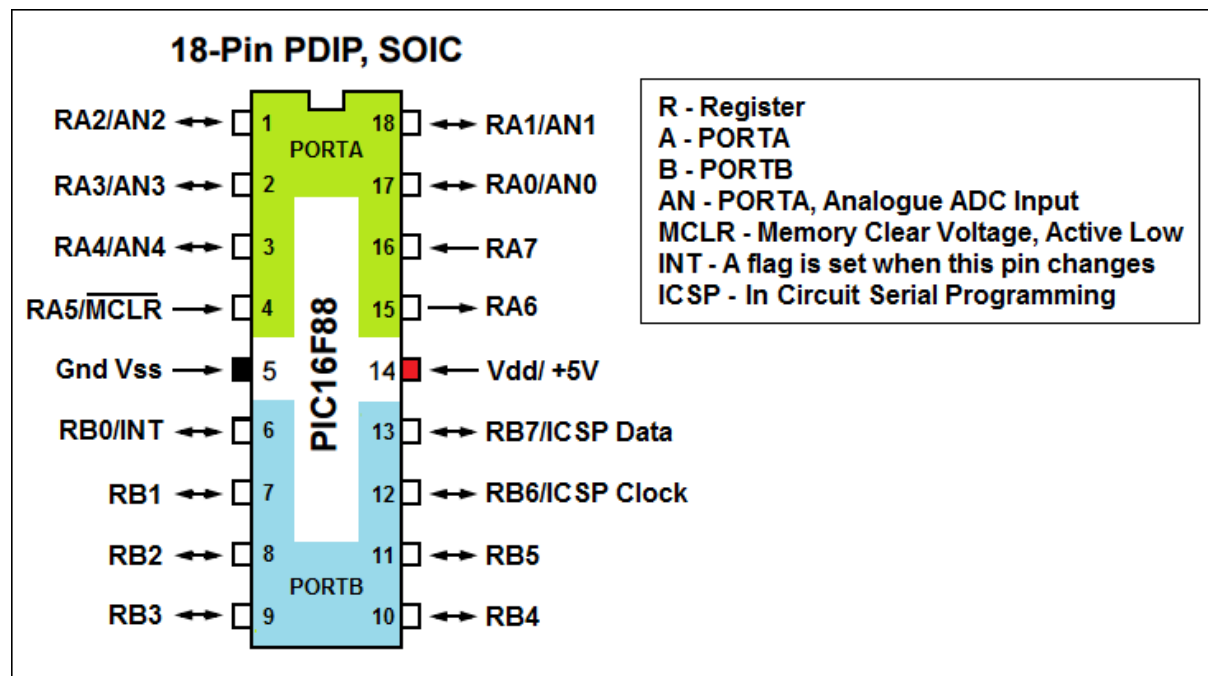 18-Pin PDIP, SOIC
RA2/AN2 1 18 RA1/AN1
PORTA
RA3/AN3 2 17 RA0/AN0
RA4/AN4 3 16 RA7
RA5/MCLR 4 15 RA6
Gnd Vss 5 14 Vdd/ +5V
PIC16F88
RB0/INT 6 13 RB7/ICSP Data
RB1 7 12 RB6/ICSP Clock
RB2 8 11 RB5
PORTB
RB3 9 10 RB4
R - Register
A - PORTA
B - PORTB
AN - PORTA, Analogue ADC Input
MCLR - Memory Clear Voltage, Active Low
INT - A flag is set when this pin changes
ICSP - In Circuit Serial Programming